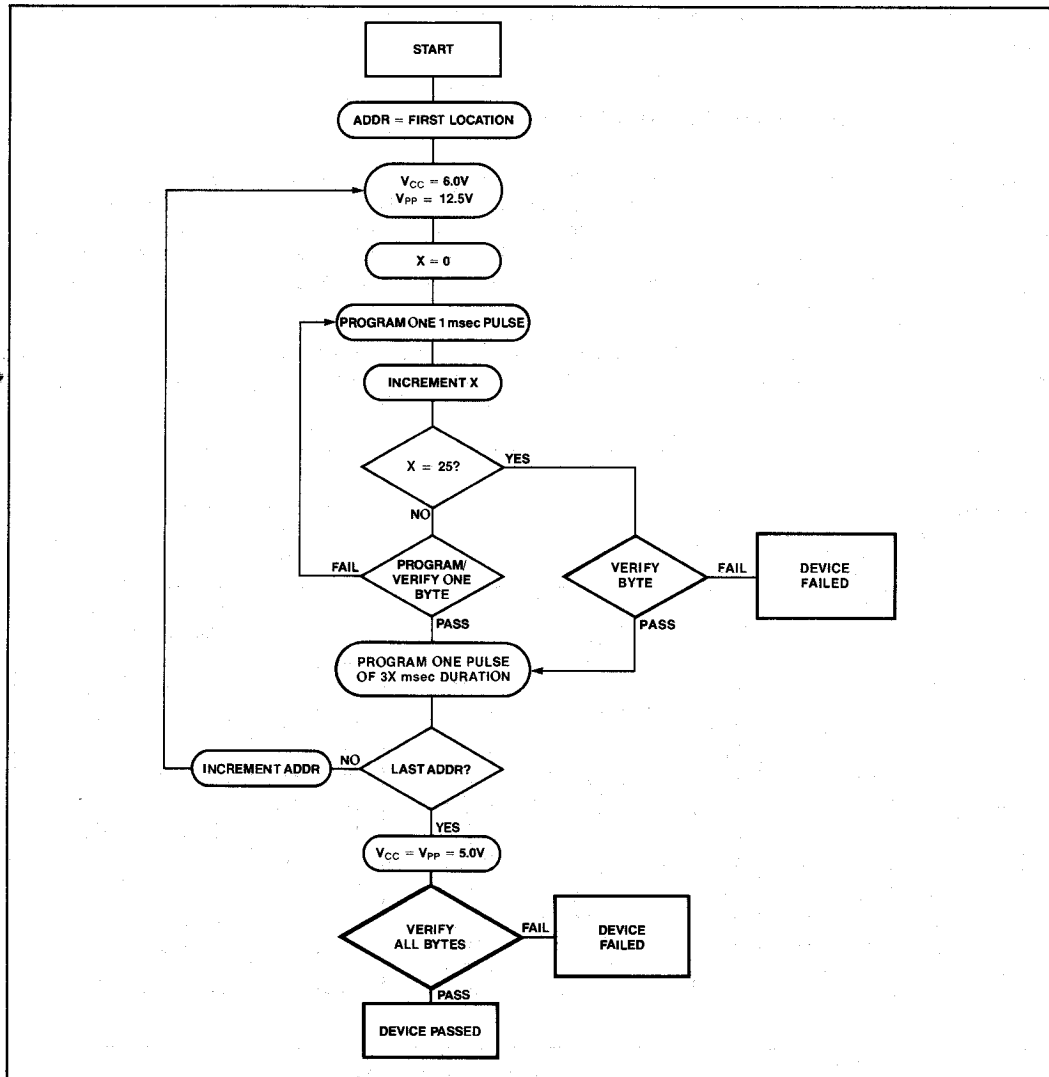 START
ADDR = FIRST LOCATION
VCC = 6.0V
VPP = 12.5V
X = 0
PROGRAM ONE 1 msec PULSE
INCREMENT X
X = 25?
YES
NO
PROGRAM/
VERIFY ONE
BYTE
FAIL
PASS
VERIFY
BYTE
FAIL
PASS
DEVICE
FAILED
PROGRAM ONE PULSE
OF 3X msec DURATION
LAST ADDR?
NO
INCREMENT ADDR
YES
VCC = VPP = 5.0V
VERIFY
ALL BYTES
FAIL
DEVICE
FAILED
PASS
DEVICE PASSED